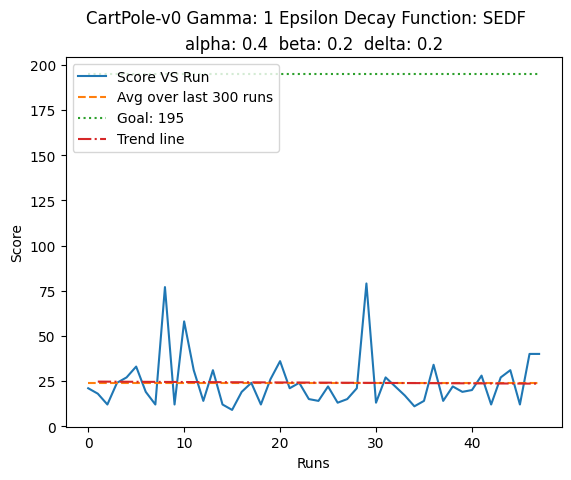 CartPole-v0 Gamma: 1 Epsilon Decay Function: SEDF
alpha: 0.4 beta: 0.2 delta: 0.2
200
175
150
125
100
75
50
25
0
Score
Score VS Run
Avg over last 300 runs
Goal: 195
Trend line
0 10 20 30 40
Runs